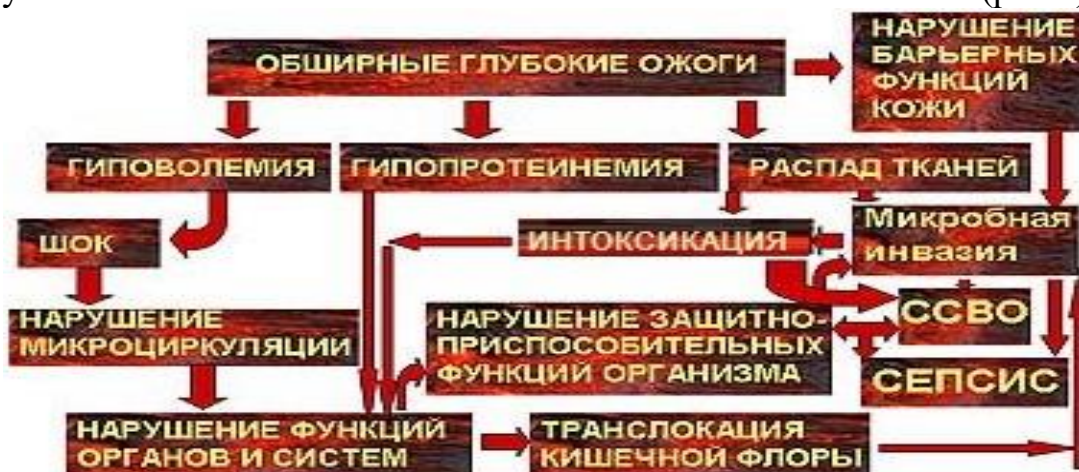 (р
НАРУШЕНИЕ
БАРЬЕРНЫХ
ФУНКЦИЙ
КОЖИ
ОБШИРНЫЕ ГЛУБОКИЕ ОЖОГИ
ГИПОВОЛЕМИЯ
ГИПОПРОТЕИНЕМИЯ
РАСПАД ТКАНЕЙ
ШОК
ИНТОКСИКАЦИЯ
Микробная
инвазия
НАРУШЕНИЕ
МИКРОЦИРКУЛЯЦИИ
НАРУШЕНИЕ ЗАЩИТНО-
ПРИСПОСОБИТЕЛЬНЫХ
ФУНКЦИЙ ОРГАНИЗМА
ССВО
СЕПСИС
НАРУШЕНИЕ ФУНКЦИЙ
ОРГАНОВ И СИСТЕМ
ТРАНСЛОКАЦИЯ
КИШЕЧНОЙ ФЛОРЫ